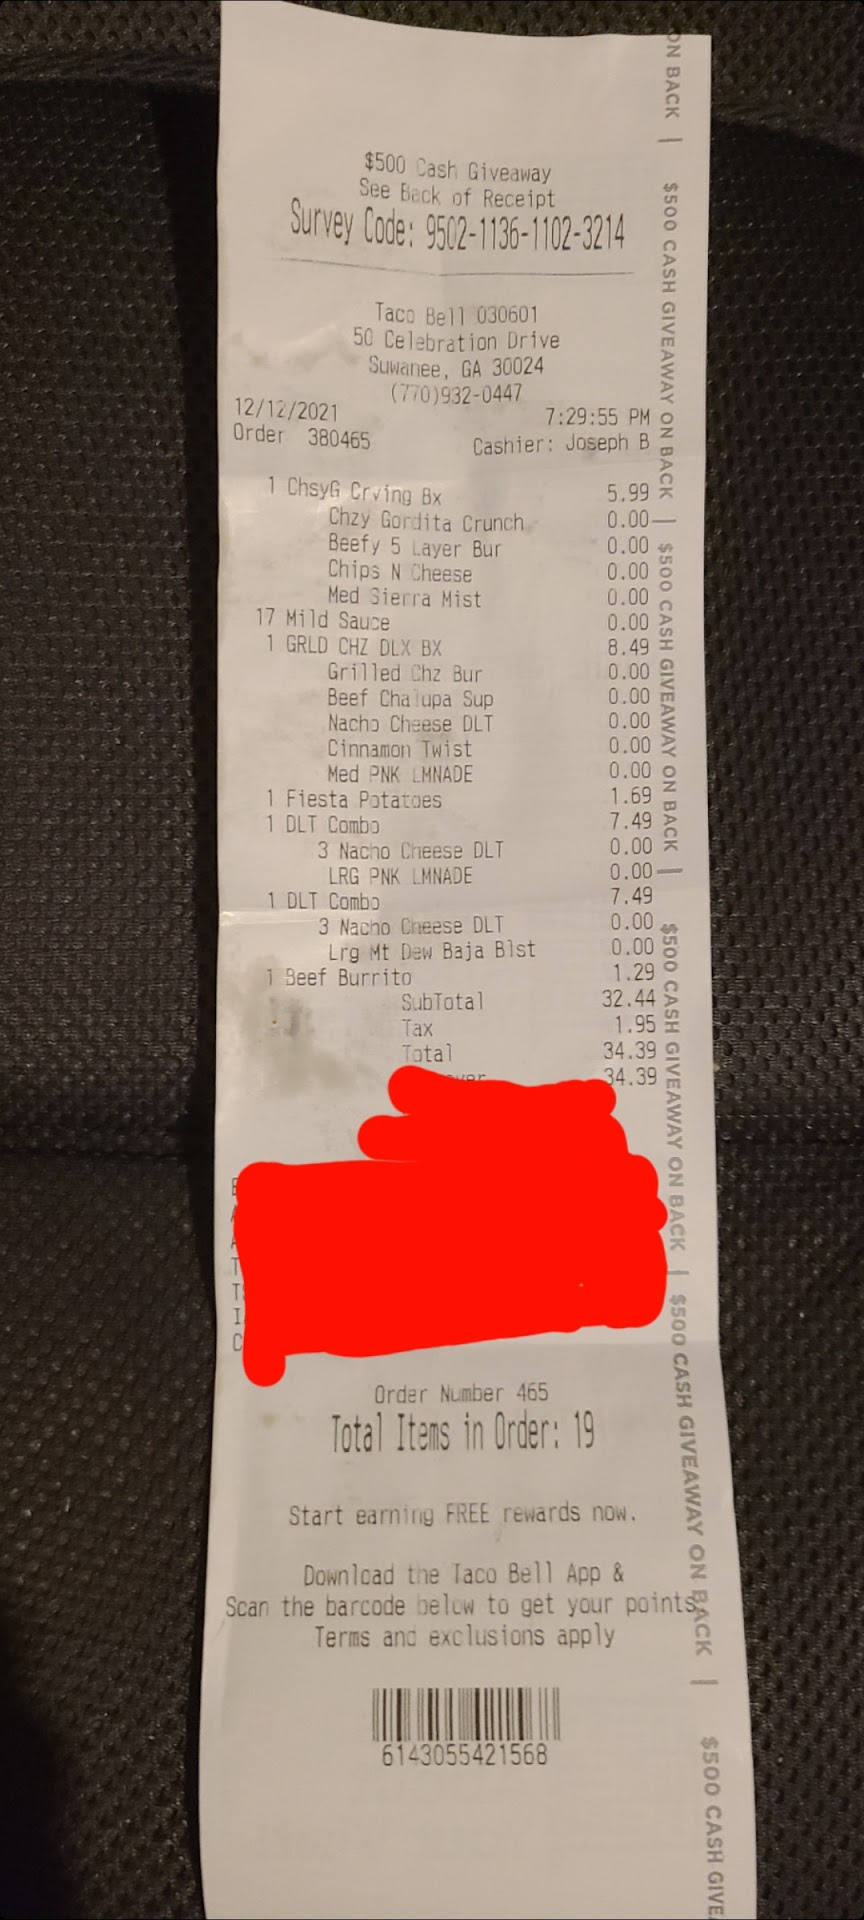 $500 Cash Giveaway
See Back of Receipt
Survey Code: 9502-1136-1102-3214
Taco Bell 030601
50 Celebration Drive
Suwanee, GA 30024
(770)932-0447
12/12/2021 7:29:55 PM
Order 380465 Cashier: Joseph B
1 ChsyG Crving Bx 5.99
Chzy Gordita Crunch 0.00
Beefy 5 Layer Bur 0.00
Chips N Cheese 0.00
Med Sierra Mist 0.00
17 Mild Sauce 0.00
1 GRLD CHZ DLX BX 8.49
Grilled Chz Bur 0.00
Beef Chalupa Sup 0.00
Nacho Cheese DLT 0.00
Cinnamon Twist 0.00
Med PNK LMNADE 0.00
1 Fiesta Potatoes 1.69
1 DLT Combo 7.49
3 Nacho Cheese DLT 0.00
LRG PNK LMNADE 0.00
1 DLT Combo 7.49
3 Nacho Cheese DLT 0.00
Lrg Mt Dew Baja Blst 0.00
1 Beef Burrito 1.29
SubTotal 32.44
Tax 1.95
Total 34.39
34.39
Order Number 465
Total Items in Order: 19
Start earning FREE rewards now.
Download the Taco Bell App &
Scan the barcode below to get your points.
Terms and exclusions apply
6143055421568
ON BACK | $500 CASH GIVEAWAY ON BACK | $500 CASH GIVEAWAY ON BACK | $500 CASH GIVEAWAY ON BACK | $500 CASH GIVEAWAY ON BACK | $500 CASH GIVE